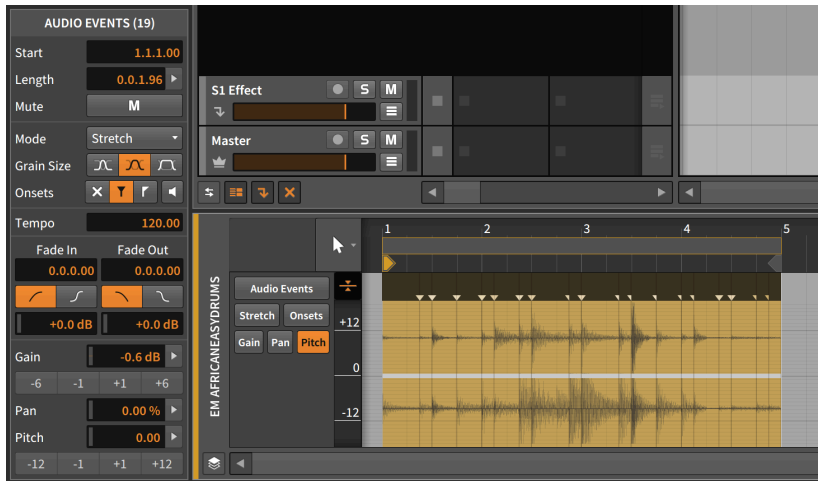 AUDIO EVENTS (19)
Start 1.1.1.00
Length 0.0.1.96
Mute M
Mode Stretch
Grain Size
Onsets
Tempo 120.00
Fade In Fade Out
0.0.0.00 0.0.0.00
+0.0 dB +0.0 dB
Gain -0.6 dB
-6 -1 +1 +6
Pan 0.00 %
Pitch 0.00
-12 -1 +1 +12
S1 Effect S M
Master S M
1 2 3 4 5
EM AFRICANEASYDRUMS
Audio Events
Stretch Onsets
Gain Pan Pitch
+12
0
-12